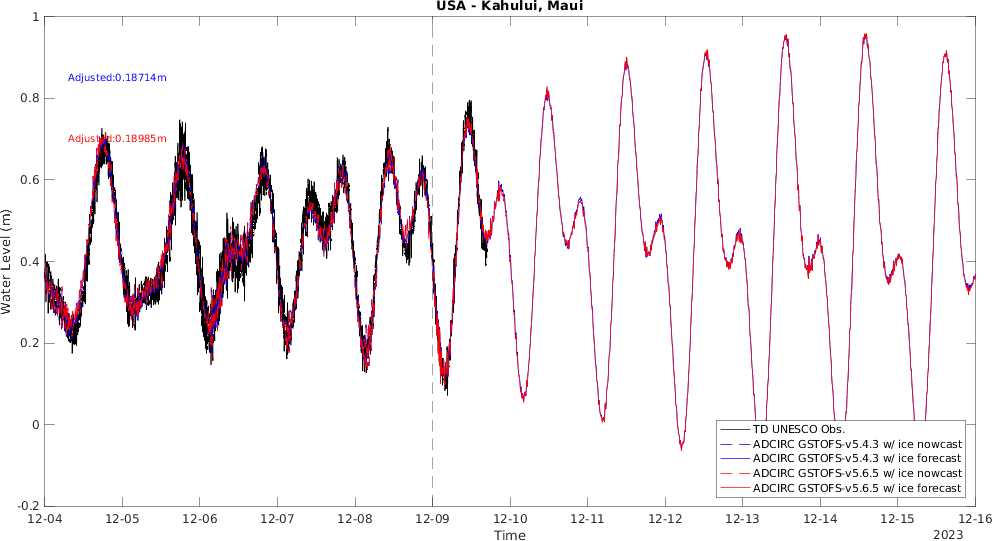 USA - Kahului, Maui
1
0.8
0.6
0.4
0.2
0
-0.2
Water Level (m)
Adjusted:0.18714m
Adjusted:0.18985m
TD UNESCO Obs.
ADCIRC GSTOFS-v5.4.3 w/ ice nowcast
ADCIRC GSTOFS-v5.4.3 w/ ice forecast
ADCIRC GSTOFS-v5.6.5 w/ ice nowcast
ADCIRC GSTOFS-v5.6.5 w/ ice forecast
12-04 12-05 12-06 12-07 12-08 12-09 12-10 12-11 12-12 12-13 12-14 12-15 12-16
Time
2023